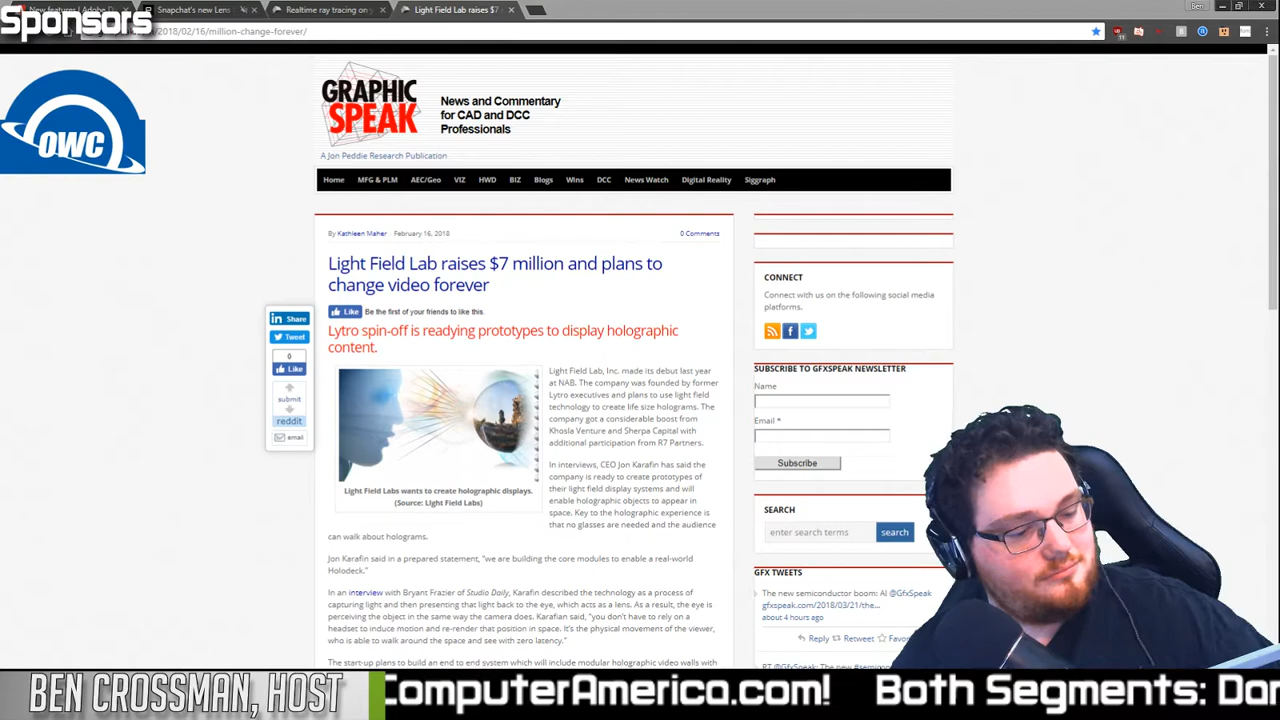 New features | Adobe D
Snapchat's new Lens S
Realtime ray tracing on y
Light Field Lab raises $7
Ben
Sponsors
/2018/02/16/million-change-forever/
OWC
GRAPHIC
SPEAK
News and Commentary
for CAD and DCC
Professionals
A Jon Peddie Research Publication
Home MFG & PLM AEC/Geo VIZ HWD BIZ Blogs Wins DCC News Watch Digital Reality Siggraph
By Kathleen Maher February 16, 2018 0 Comments
Light Field Lab raises $7 million and plans to
change video forever
Like Be the first of your friends to like this.
Lytro spin-off is readying prototypes to display holographic
content.
Share
Tweet
0
Like
submit
reddit
email
Light Field Labs wants to create holographic displays.
(Source: Light Field Labs)
Light Field Lab, Inc. made its debut last year
at NAB. The company was founded by former
Lytro executives and plans to use light field
technology to create life size holograms. The
company got a considerable boost from
Khosla Venture and Sherpa Capital with
additional participation from R7 Partners.
In interviews, CEO Jon Karafin has said the
company is ready to create prototypes of
their light field display systems and will
enable holographic objects to appear in
space. Key to the holographic experience is
that no glasses are needed and the audience
can walk about holograms.
Jon Karafin said in a prepared statement, "we are building the core modules to enable a real-world
Holodeck."
In an interview with Bryant Frazier of Studio Daily, Karafin described the technology as a process of
capturing light and then presenting that light back to the eye, which acts as a lens. As a result, the eye is
perceiving the object in the same way the camera does. Karafian said, "you don't have to rely on a
headset to induce motion and re-render that position in space. It's the physical movement of the viewer,
who is able to walk around the space and see with zero latency."
The start-up plans to build an end to end system which will include modular holographic video walls with
CONNECT
Connect with us on the following social media
platforms.
SUBSCRIBE TO GFXSPEAK NEWSLETTER
Name
Email *
Subscribe
SEARCH
enter search terms search
GFX TWEETS
The new semiconductor boom: AI @GfxSpeak
gfxspeak.com/2018/03/21/the...
about 4 hours ago
Reply Retweet Favo
RT @GfxSpeak: The new #semico
BEN CROSSMAN, HOST
ComputerAmerica.com! Both Segments: Da